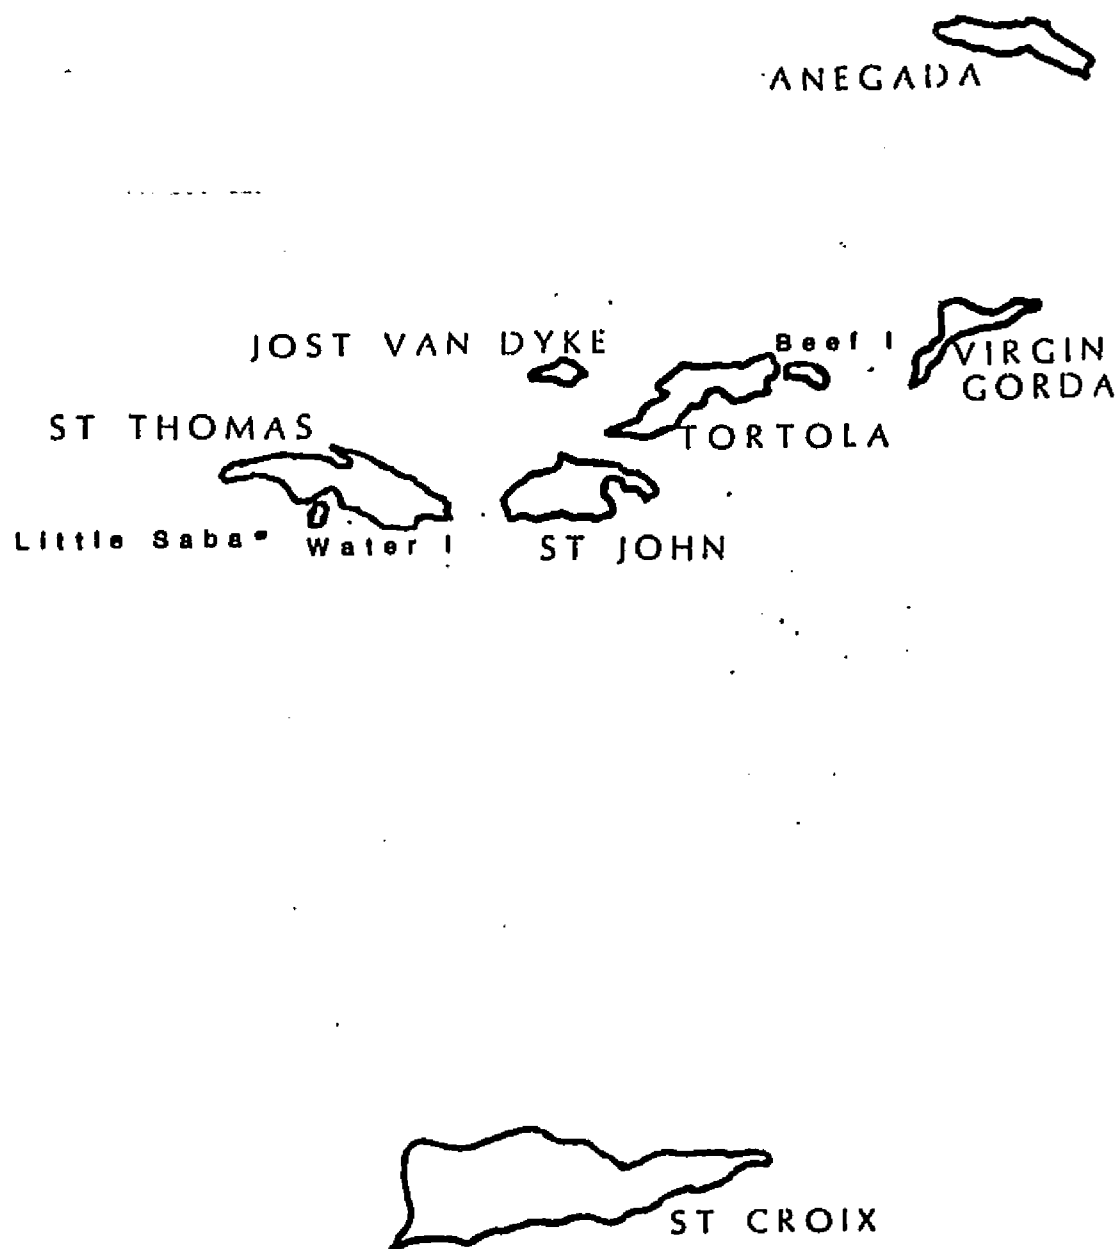 ANEGADA
JOST VAN DYKE
Beef I
VIRGIN
GORDA
ST THOMAS
TORTOLA
Little Saba
Water I
ST JOHN
ST CROIX